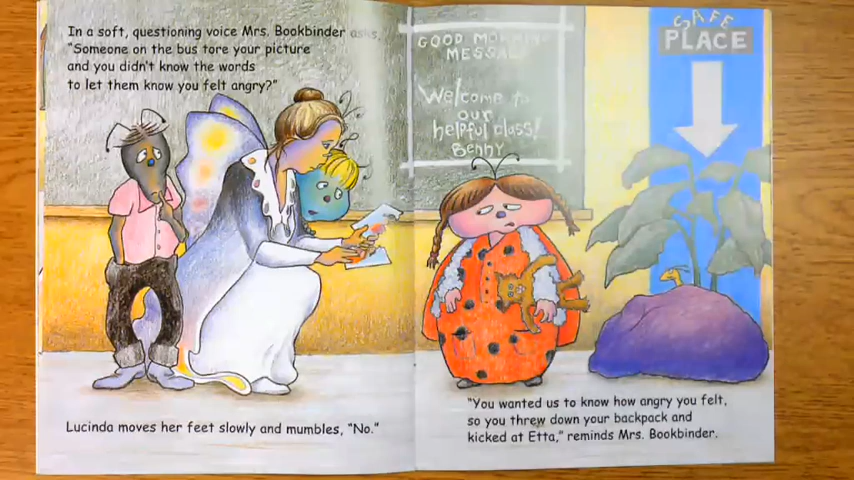 In a soft, questioning voice Mrs. Bookbinder asks,
"Someone on the bus tore your picture
and you didn't know the words
to let them know you felt angry?"
Lucinda moves her feet slowly and mumbles, "No."
GOOD MORNING
MESSAGE
Welcome to
our
helpful class!
Benny
SAFE
PLACE
"You wanted us to know how angry you felt,
so you threw down your backpack and
kicked at Etta," reminds Mrs. Bookbinder.